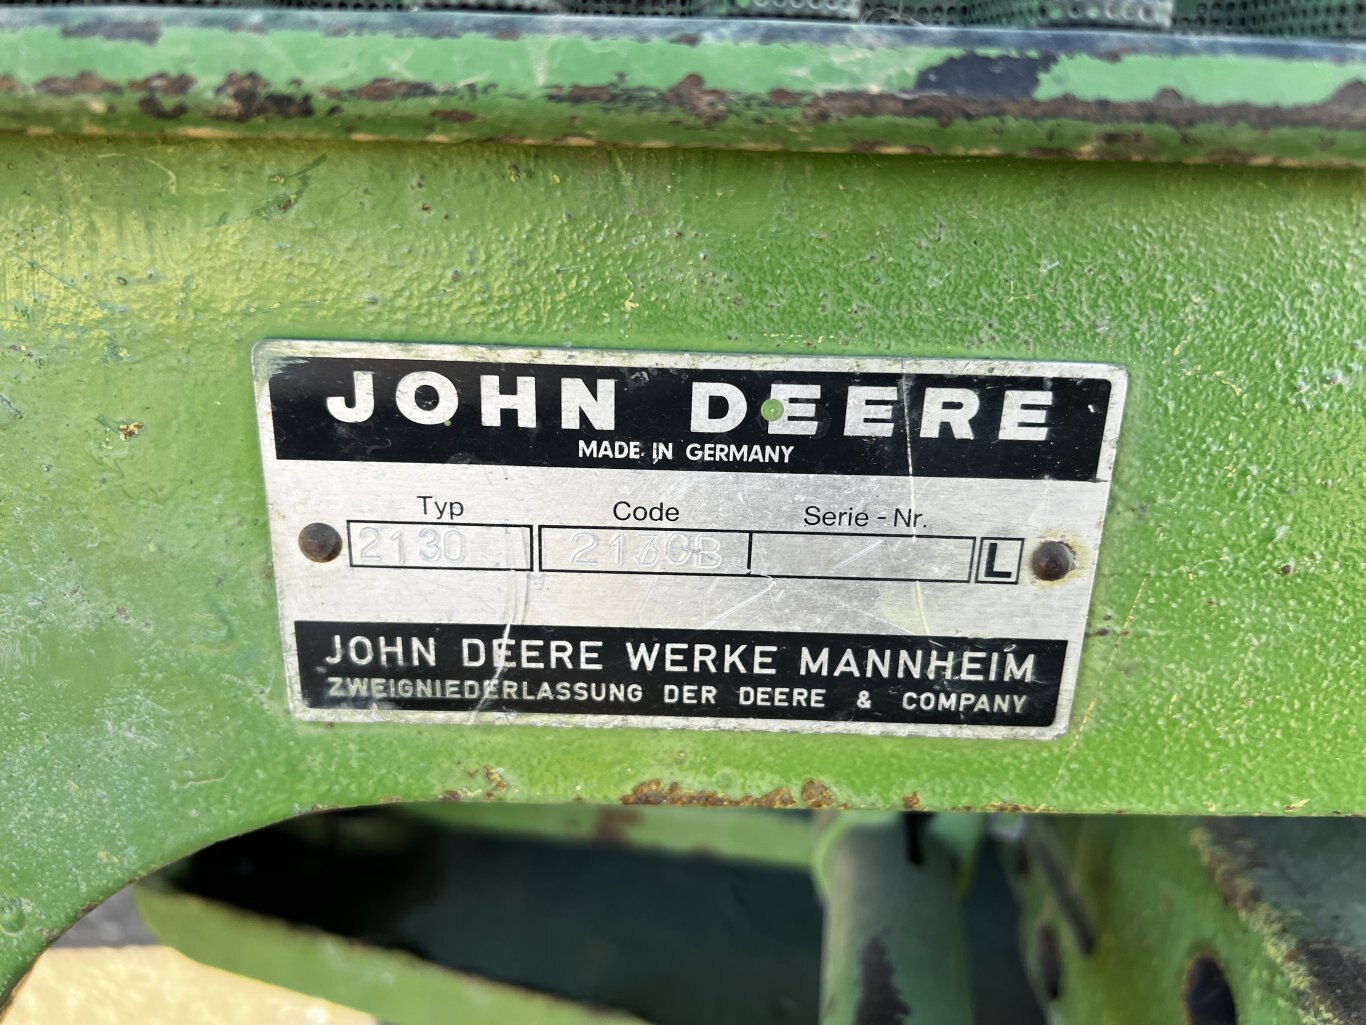 JOHN DEERE
MADE IN GERMANY
Typ Code Serie - Nr.
2130 2130B L
JOHN DEERE WERKE MANNHEIM
ZWEIGNIEDERLASSUNG DER DEERE & COMPANY